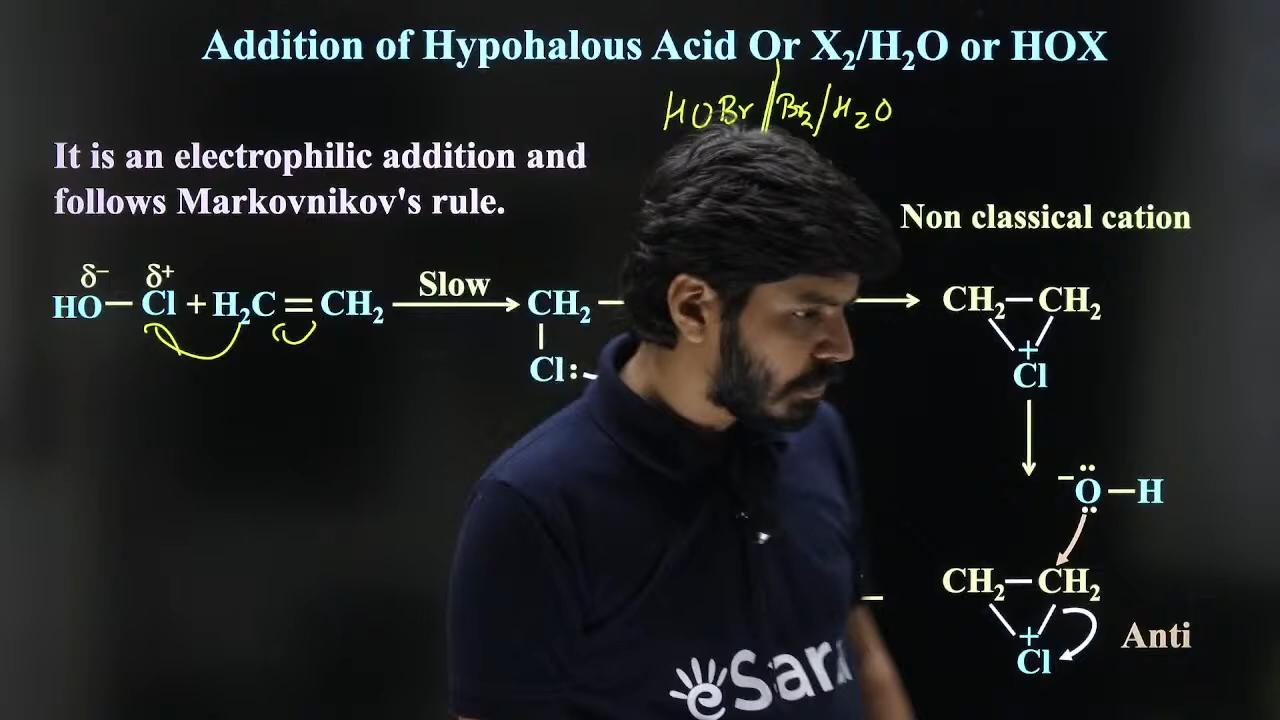 Addition of Hypohalous Acid Or X₂/H₂O or HOX
HOBr // Br₂/H₂O
It is an electrophilic addition and
follows Markovnikov's rule.
Non classical cation
δ⁻ δ⁺
HO — Cl + H₂C = CH₂ Slow CH₂ —
Cl:
CH₂ — CH₂
+
Cl
⁻Ö — H
CH₂ — CH₂
+
Cl
Anti
eSara